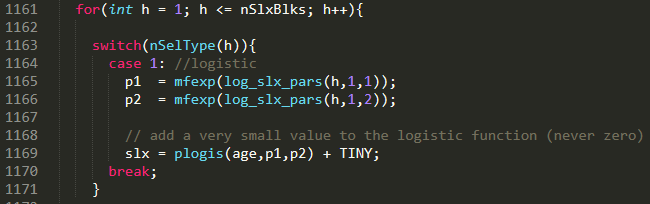 1161 for(int h = 1; h <= nSlxBlks; h++){
1162
1163 switch(nSelType(h)){
1164 case 1: //logistic
1165 p1 = mfexp(log_slx_pars(h,1,1));
1166 p2 = mfexp(log_slx_pars(h,1,2));
1167
1168 // add a very small value to the logistic function (never zero)
1169 slx = plogis(age,p1,p2) + TINY;
1170 break;
1171 }